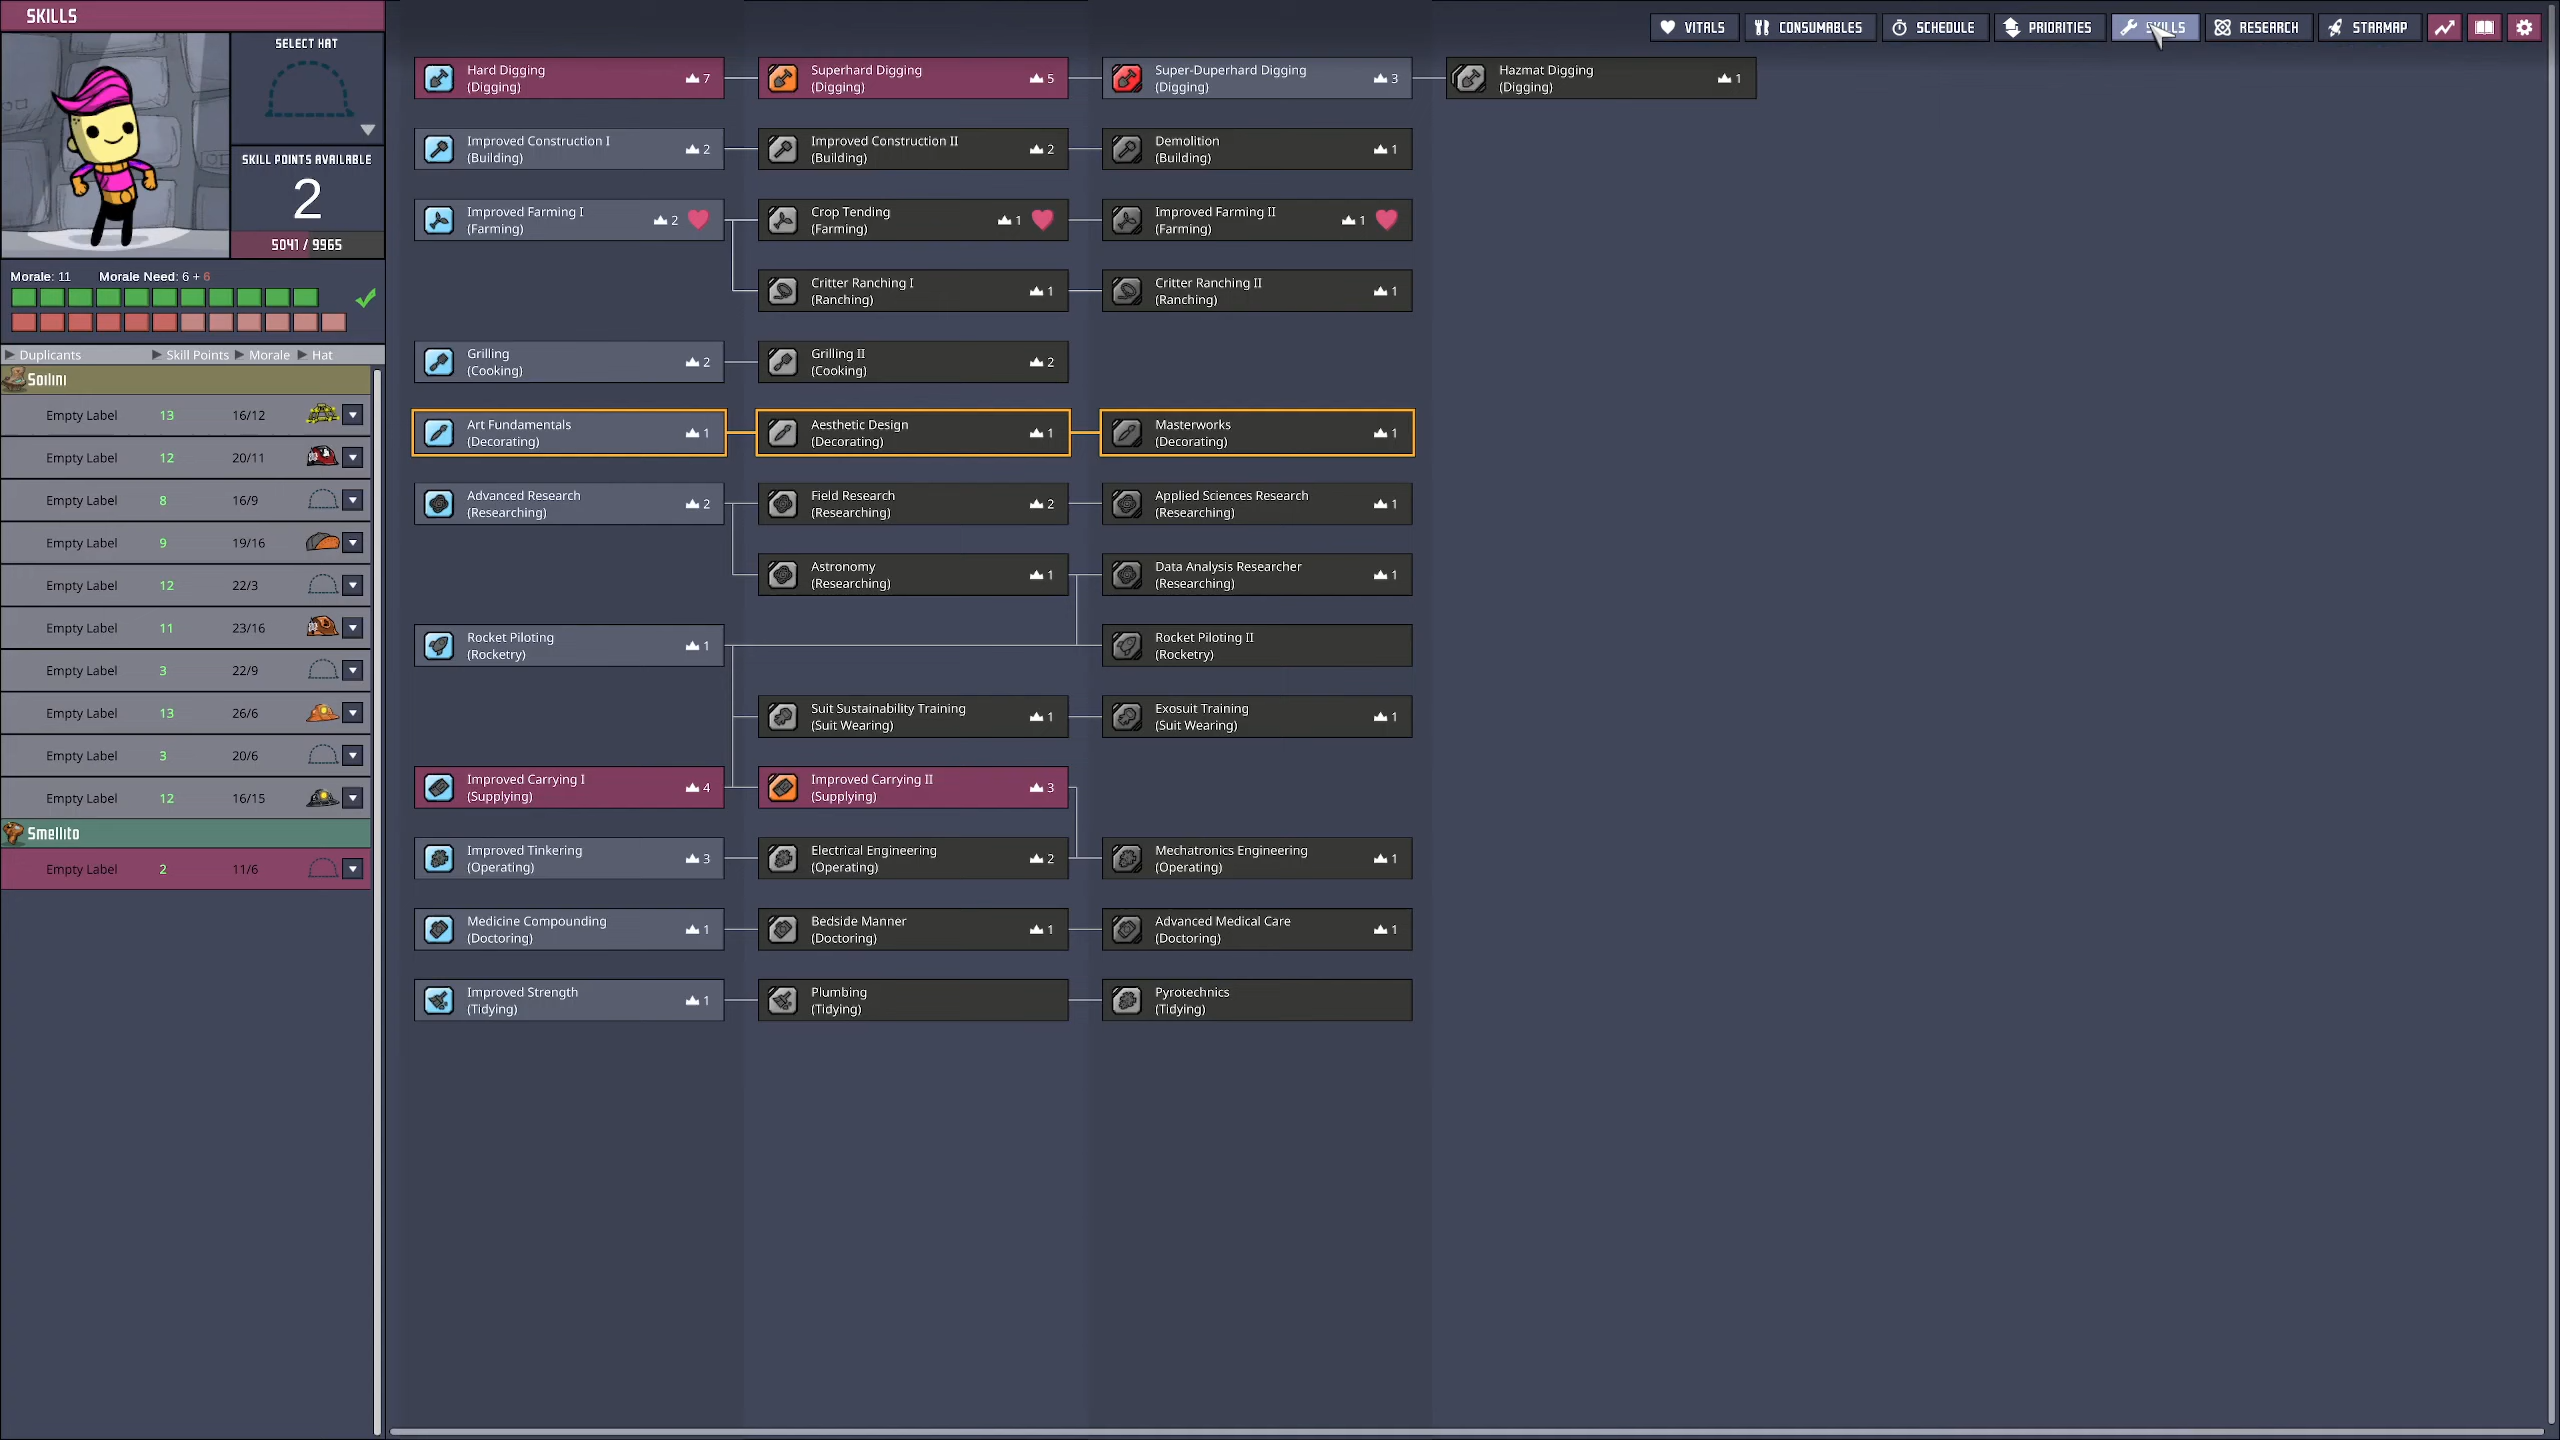 SKILLS
VITALS
CONSUMABLES
SCHEDULE
PRIORITIES
SKILLS
RESEARCH
STARMAP
SELECT HAT
SKILL POINTS AVAILABLE
2
5041 / 9965
Morale: 11 Morale Need: 6 + 6
Duplicants Skill Points Morale Hat
Soilini
Empty Label 13 16/12
Empty Label 12 20/11
Empty Label 8 16/9
Empty Label 9 19/16
Empty Label 12 22/3
Empty Label 11 23/16
Empty Label 3 22/9
Empty Label 13 26/6
Empty Label 3 20/6
Empty Label 12 16/15
Smellito
Empty Label 2 11/6
Hard Digging 7
(Digging)
Superhard Digging 5
(Digging)
Super-Duperhard Digging 3
(Digging)
Hazmat Digging 1
(Digging)
Improved Construction I 2
(Building)
Improved Construction II 2
(Building)
Demolition 1
(Building)
Improved Farming I 2
(Farming)
Crop Tending 1
(Farming)
Improved Farming II 1
(Farming)
Critter Ranching I 1
(Ranching)
Critter Ranching II 1
(Ranching)
Grilling 2
(Cooking)
Grilling II 2
(Cooking)
Art Fundamentals 1
(Decorating)
Aesthetic Design 1
(Decorating)
Masterworks 1
(Decorating)
Advanced Research 2
(Researching)
Field Research 2
(Researching)
Applied Sciences Research 1
(Researching)
Astronomy 1
(Researching)
Data Analysis Researcher 1
(Researching)
Rocket Piloting 1
(Rocketry)
Rocket Piloting II
(Rocketry)
Suit Sustainability Training 1
(Suit Wearing)
Exosuit Training 1
(Suit Wearing)
Improved Carrying I 4
(Supplying)
Improved Carrying II 3
(Supplying)
Improved Tinkering 3
(Operating)
Electrical Engineering 2
(Operating)
Mechatronics Engineering 1
(Operating)
Medicine Compounding 1
(Doctoring)
Bedside Manner 1
(Doctoring)
Advanced Medical Care 1
(Doctoring)
Improved Strength 1
(Tidying)
Plumbing
(Tidying)
Pyrotechnics
(Tidying)